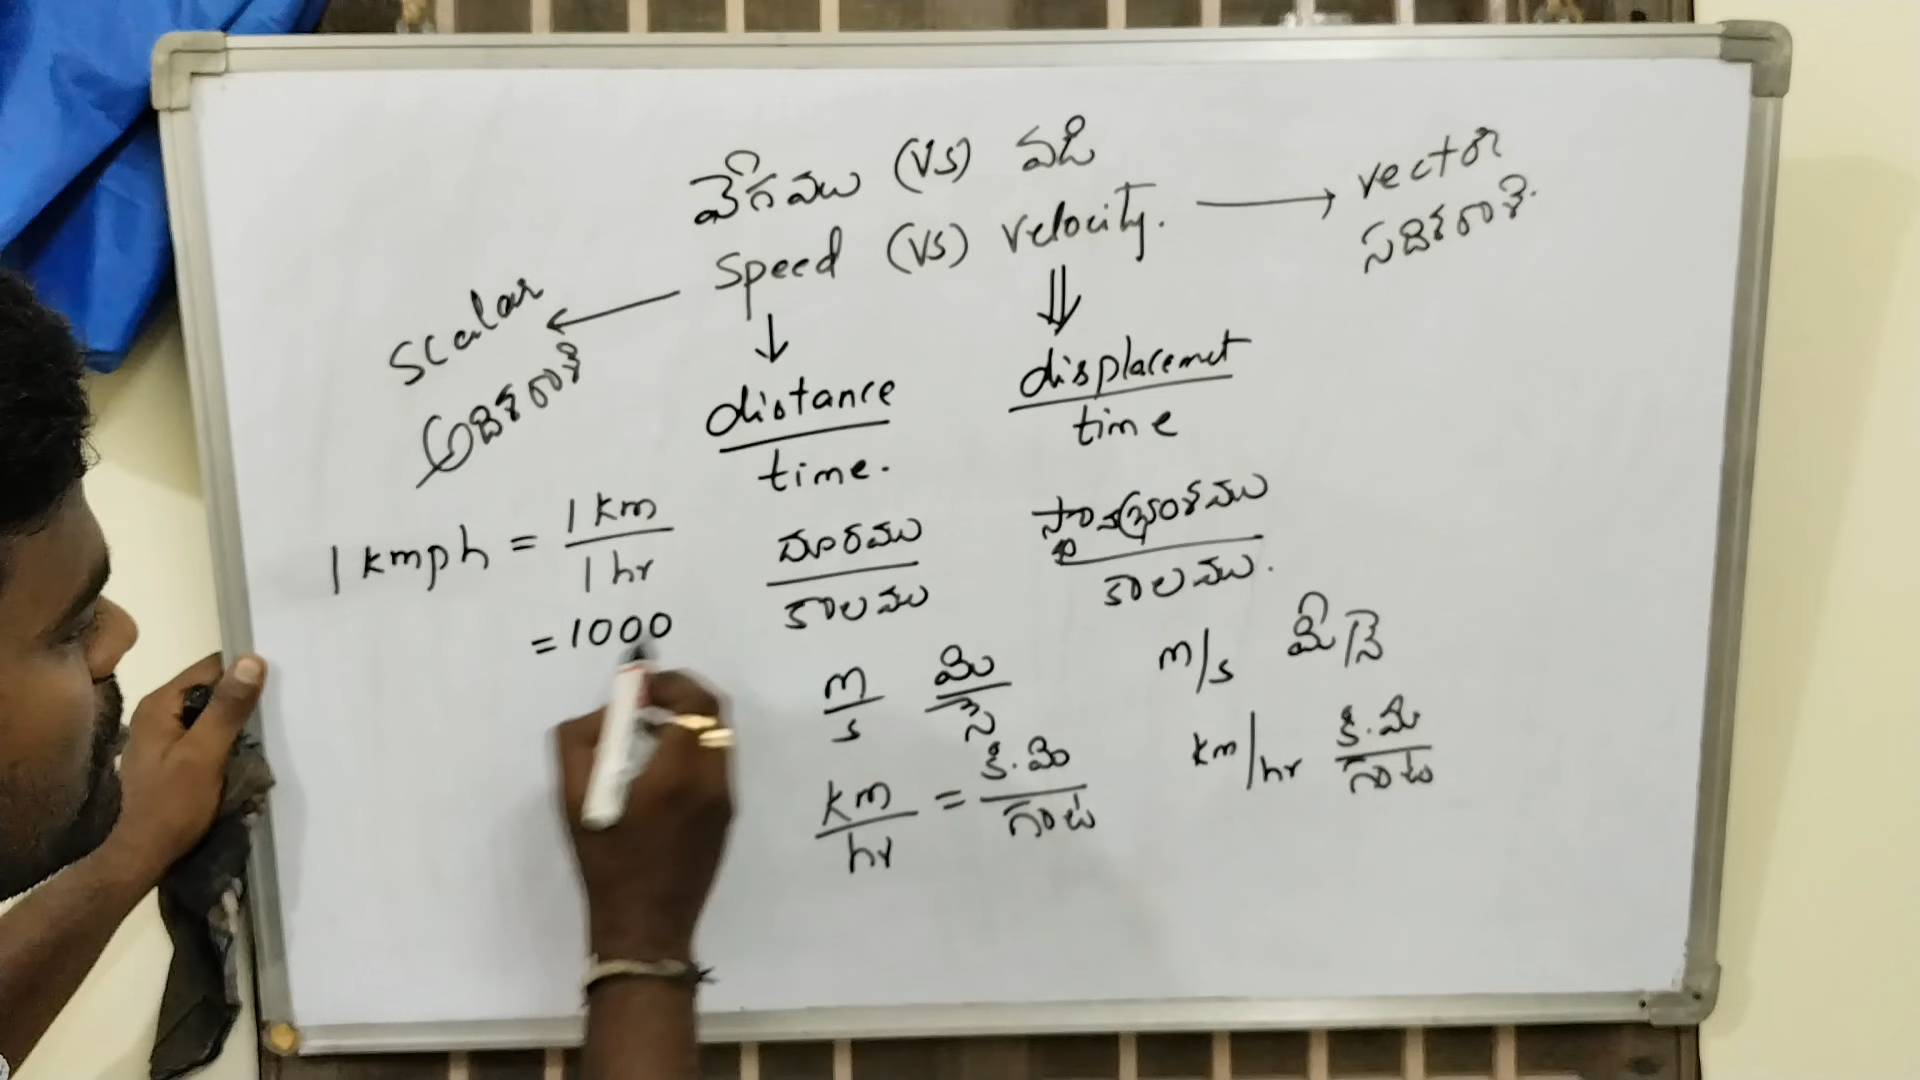 వేగము (VS) వడి
Speed (VS) velocity.
vector
సదిశరాశి.
scalar
అదిశరాశి
distance
time.
displacemet
time
1 kmph = 1 km
1 hr
= 1000
దూరము
కాలము
స్థానభ్రంశము
కాలము.
m
s
మీ
సె
m/s మీ/సె
km
hr
= కి.మీ
గంట
km/hr కి.మీ
గంట